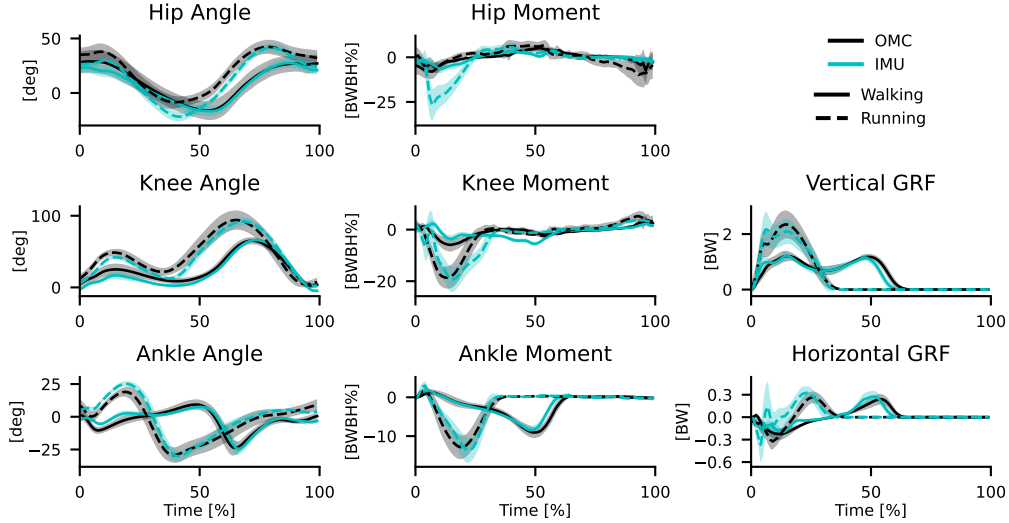 Hip Angle
Hip Moment
[deg]
50
0
0 50 100
[BWBH%]
0
−25
0 50 100
OMC
IMU
Walking
Running
Knee Angle
Knee Moment
Vertical GRF
[deg]
100
0
0 50 100
[BWBH%]
0
−20
0 50 100
[BW]
2
0
0 50 100
Ankle Angle
Ankle Moment
Horizontal GRF
[deg]
25
0
−25
0 50 100
Time [%]
[BWBH%]
0
−10
0 50 100
Time [%]
[BW]
0.3
0.0
−0.3
−0.6
0 50 100
Time [%]